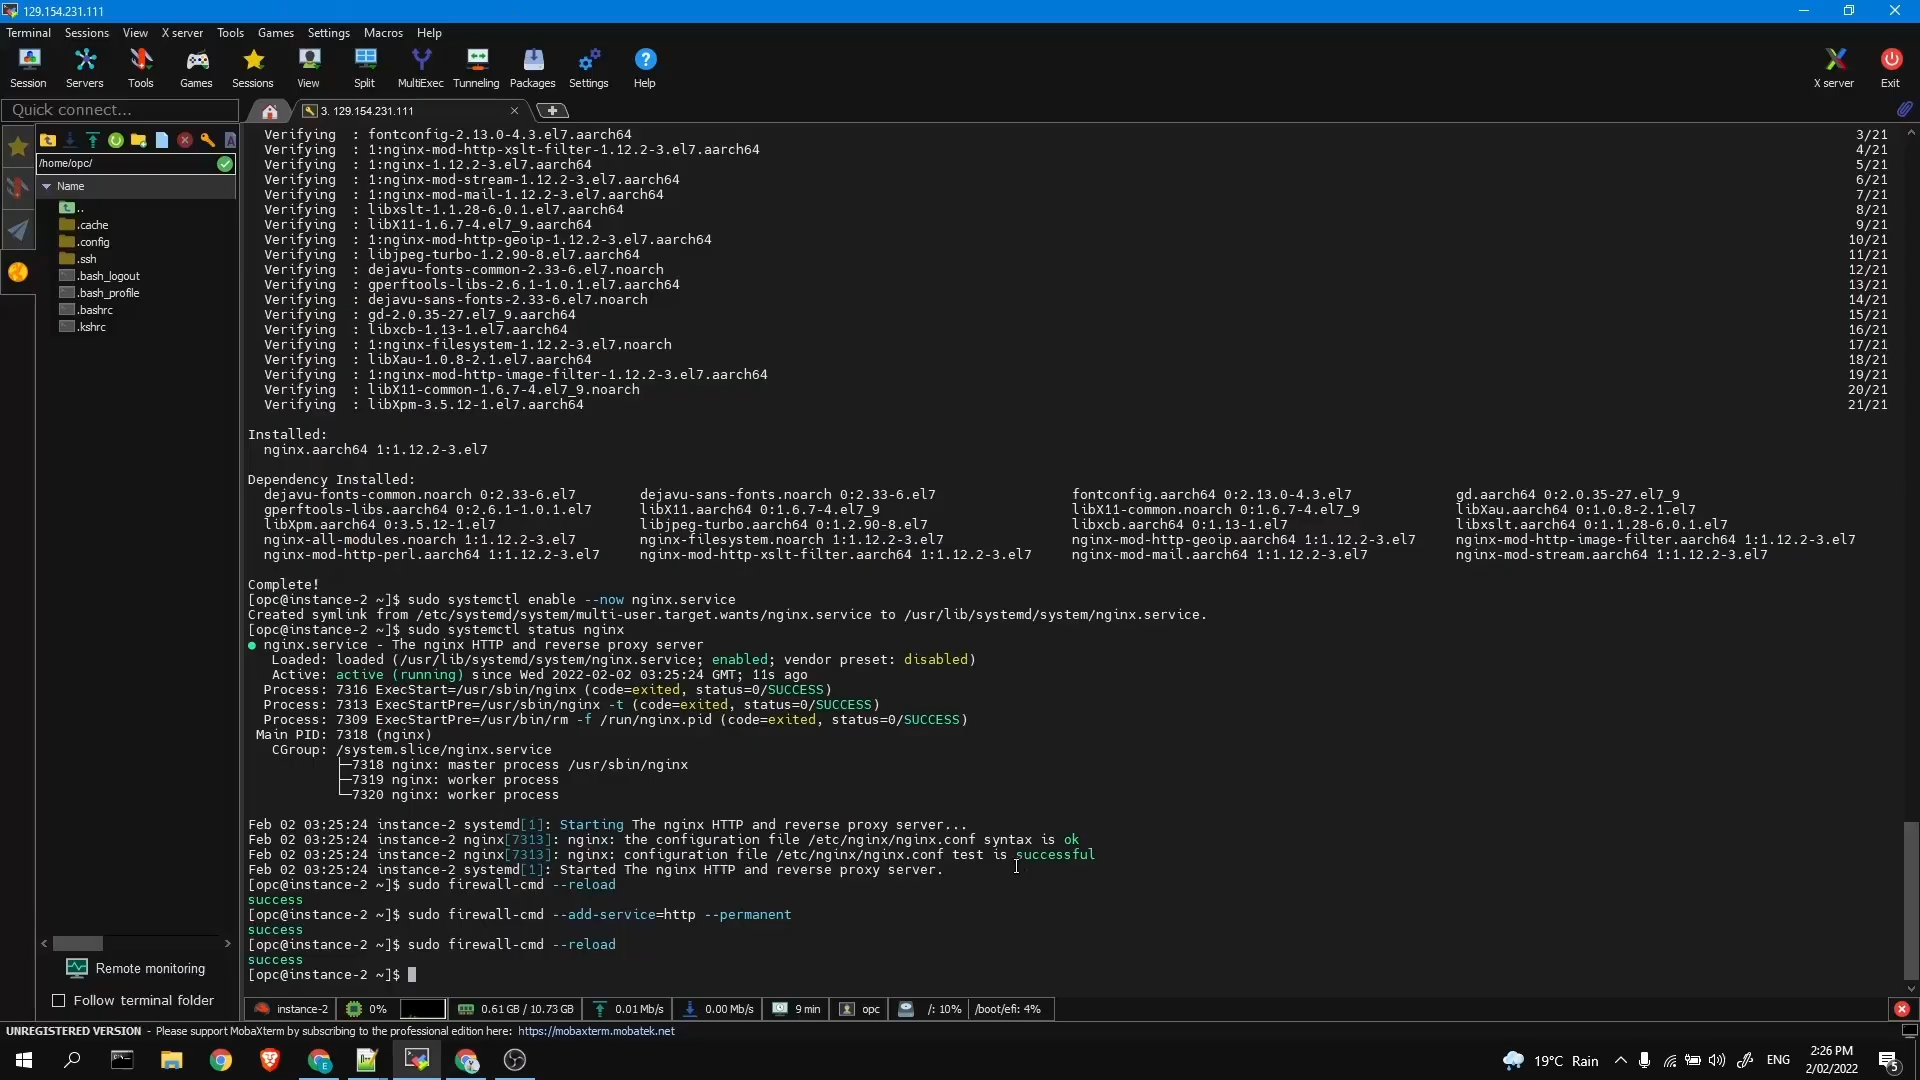 129.154.231.111
Terminal Sessions View X server Tools Games Settings Macros Help
Session Servers Tools Games Sessions View Split MultiExec Tunneling Packages Settings Help X server Exit
Quick connect...
3. 129.154.231.111
/home/opc/
Name
..
.cache
.config
.ssh
.bash_logout
.bash_profile
.bashrc
.kshrc
Verifying : fontconfig-2.13.0-4.3.el7.aarch64 3/21
Verifying : 1:nginx-mod-http-xslt-filter-1.12.2-3.el7.aarch64 4/21
Verifying : 1:nginx-1.12.2-3.el7.aarch64 5/21
Verifying : 1:nginx-mod-stream-1.12.2-3.el7.aarch64 6/21
Verifying : 1:nginx-mod-mail-1.12.2-3.el7.aarch64 7/21
Verifying : libxslt-1.1.28-6.0.1.el7.aarch64 8/21
Verifying : libX11-1.6.7-4.el7_9.aarch64 9/21
Verifying : 1:nginx-mod-http-geoip-1.12.2-3.el7.aarch64 10/21
Verifying : libjpeg-turbo-1.2.90-8.el7.aarch64 11/21
Verifying : dejavu-fonts-common-2.33-6.el7.noarch 12/21
Verifying : gperftools-libs-2.6.1-1.0.1.el7.aarch64 13/21
Verifying : dejavu-sans-fonts-2.33-6.el7.noarch 14/21
Verifying : gd-2.0.35-27.el7_9.aarch64 15/21
Verifying : libxcb-1.13-1.el7.aarch64 16/21
Verifying : 1:nginx-filesystem-1.12.2-3.el7.noarch 17/21
Verifying : libXau-1.0.8-2.1.el7.aarch64 18/21
Verifying : 1:nginx-mod-http-image-filter-1.12.2-3.el7.aarch64 19/21
Verifying : libX11-common-1.6.7-4.el7_9.noarch 20/21
Verifying : libXpm-3.5.12-1.el7.aarch64 21/21
Installed:
nginx.aarch64 1:1.12.2-3.el7
Dependency Installed:
dejavu-fonts-common.noarch 0:2.33-6.el7 dejavu-sans-fonts.noarch 0:2.33-6.el7 fontconfig.aarch64 0:2.13.0-4.3.el7 gd.aarch64 0:2.0.35-27.el7_9
gperftools-libs.aarch64 0:2.6.1-1.0.1.el7 libX11.aarch64 0:1.6.7-4.el7_9 libX11-common.noarch 0:1.6.7-4.el7_9 libXau.aarch64 0:1.0.8-2.1.el7
libXpm.aarch64 0:3.5.12-1.el7 libjpeg-turbo.aarch64 0:1.2.90-8.el7 libxcb.aarch64 0:1.13-1.el7 libxslt.aarch64 0:1.1.28-6.0.1.el7
nginx-all-modules.noarch 1:1.12.2-3.el7 nginx-filesystem.noarch 1:1.12.2-3.el7 nginx-mod-http-geoip.aarch64 1:1.12.2-3.el7 nginx-mod-http-image-filter.aarch64 1:1.12.2-3.el7
nginx-mod-http-perl.aarch64 1:1.12.2-3.el7 nginx-mod-http-xslt-filter.aarch64 1:1.12.2-3.el7 nginx-mod-mail.aarch64 1:1.12.2-3.el7 nginx-mod-stream.aarch64 1:1.12.2-3.el7
Complete!
[opc@instance-2 ~]$ sudo systemctl enable --now nginx.service
Created symlink from /etc/systemd/system/multi-user.target.wants/nginx.service to /usr/lib/systemd/system/nginx.service.
[opc@instance-2 ~]$ sudo systemctl status nginx
● nginx.service - The nginx HTTP and reverse proxy server
Loaded: loaded (/usr/lib/systemd/system/nginx.service; enabled; vendor preset: disabled)
Active: active (running) since Wed 2022-02-02 03:25:24 GMT; 11s ago
Process: 7316 ExecStart=/usr/sbin/nginx (code=exited, status=0/SUCCESS)
Process: 7313 ExecStartPre=/usr/sbin/nginx -t (code=exited, status=0/SUCCESS)
Process: 7309 ExecStartPre=/usr/bin/rm -f /run/nginx.pid (code=exited, status=0/SUCCESS)
Main PID: 7318 (nginx)
CGroup: /system.slice/nginx.service
├─7318 nginx: master process /usr/sbin/nginx
├─7319 nginx: worker process
└─7320 nginx: worker process
Feb 02 03:25:24 instance-2 systemd[1]: Starting The nginx HTTP and reverse proxy server...
Feb 02 03:25:24 instance-2 nginx[7313]: nginx: the configuration file /etc/nginx/nginx.conf syntax is ok
Feb 02 03:25:24 instance-2 nginx[7313]: nginx: configuration file /etc/nginx/nginx.conf test is successful
Feb 02 03:25:24 instance-2 systemd[1]: Started The nginx HTTP and reverse proxy server.
[opc@instance-2 ~]$ sudo firewall-cmd --reload
success
[opc@instance-2 ~]$ sudo firewall-cmd --add-service=http --permanent
success
[opc@instance-2 ~]$ sudo firewall-cmd --reload
success
[opc@instance-2 ~]$
Remote monitoring
Follow terminal folder
instance-2 0% 0.61 GB / 10.73 GB 0.01 Mb/s 0.00 Mb/s 9 min opc /: 10% /boot/efi: 4%
UNREGISTERED VERSION - Please support MobaXterm by subscribing to the professional edition here: https://mobaxterm.mobatek.net
19°C Rain ENG 2:26 PM
2/02/2022
5